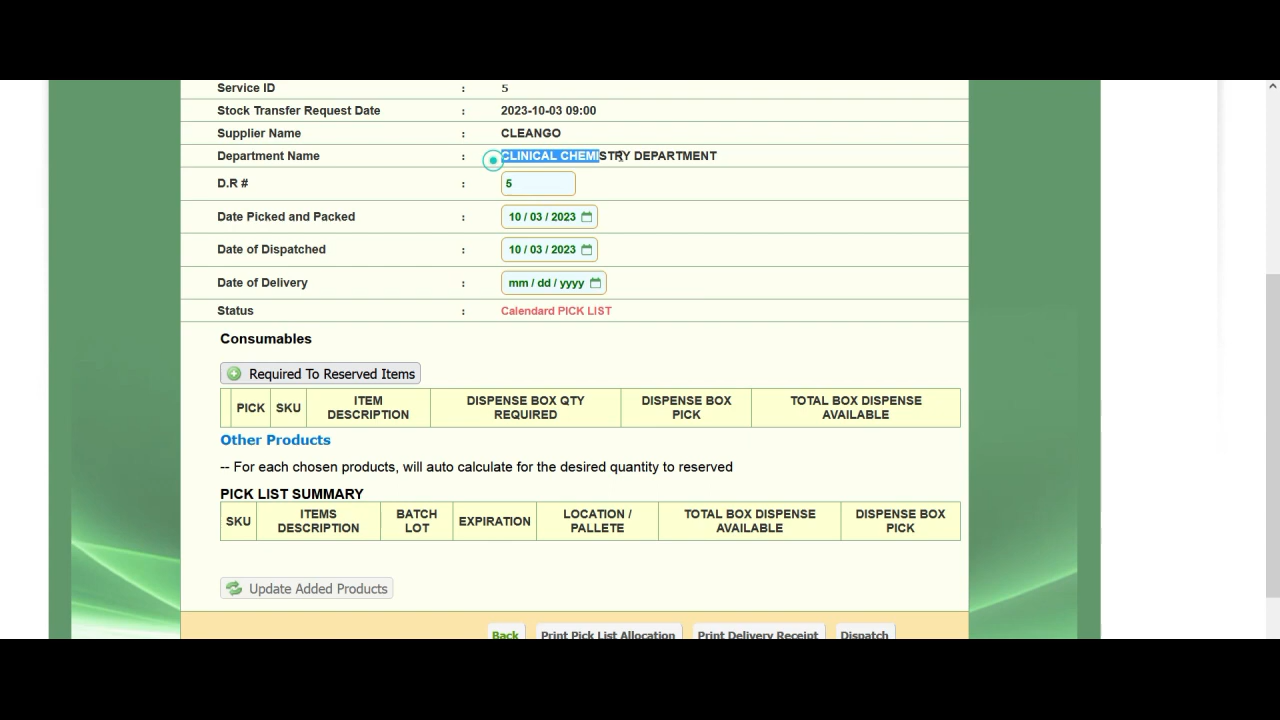 Service ID : 5
Stock Transfer Request Date : 2023-10-03 09:00
Supplier Name : CLEANGO
Department Name : CLINICAL CHEMISTRY DEPARTMENT
D.R # : 5
Date Picked and Packed : 10 / 03 / 2023
Date of Dispatched : 10 / 03 / 2023
Date of Delivery : mm / dd / yyyy
Status : Calendard PICK LIST
Consumables
Required To Reserved Items
PICK SKU ITEM DESCRIPTION DISPENSE BOX QTY REQUIRED DISPENSE BOX PICK TOTAL BOX DISPENSE AVAILABLE
Other Products
-- For each chosen products, will auto calculate for the desired quantity to reserved
PICK LIST SUMMARY
SKU ITEMS DESCRIPTION BATCH LOT EXPIRATION LOCATION / PALLETE TOTAL BOX DISPENSE AVAILABLE DISPENSE BOX PICK
Update Added Products
Back Print Pick List Allocation Print Delivery Receipt Dispatch